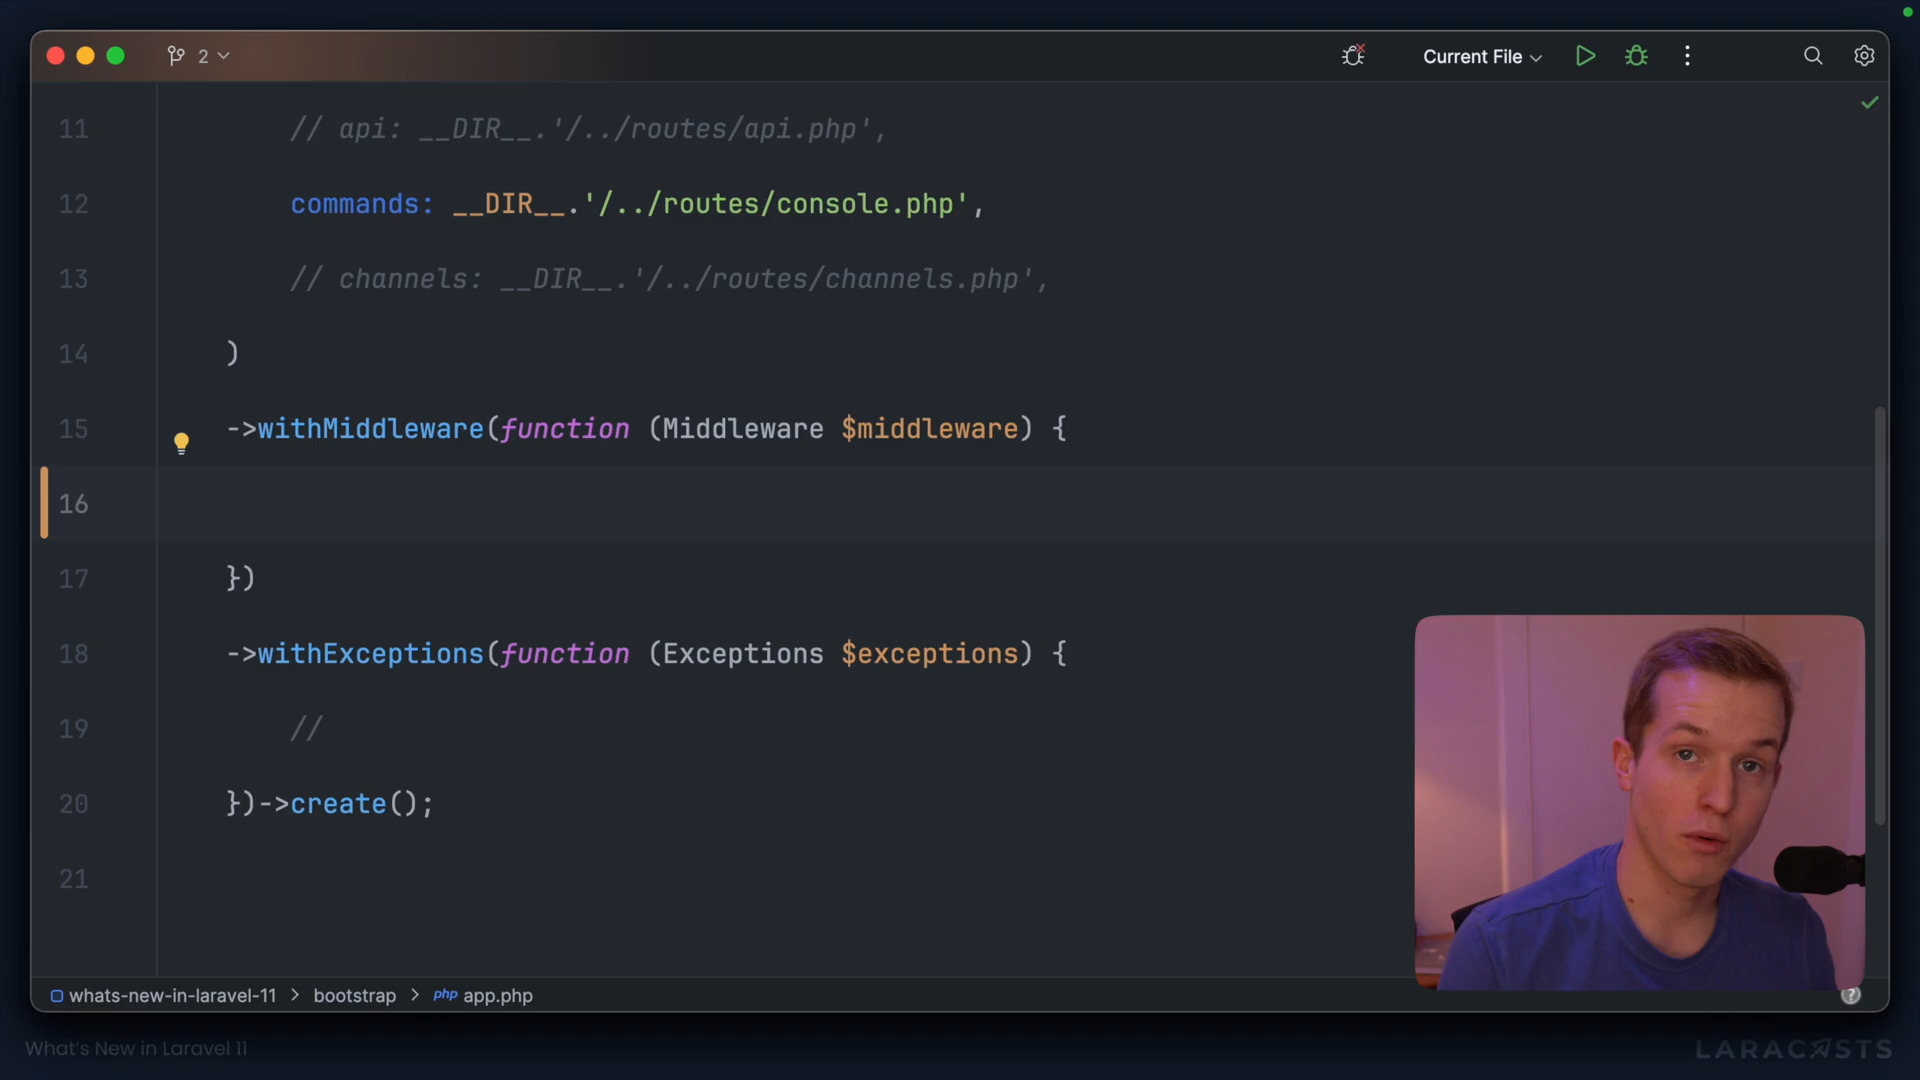 2
Current File
11 // api: __DIR__.'/../routes/api.php',
12 commands: __DIR__.'/../routes/console.php',
13 // channels: __DIR__.'/../routes/channels.php',
14 )
15 ->withMiddleware(function (Middleware $middleware) {
16
17 })
18 ->withExceptions(function (Exceptions $exceptions) {
19 //
20 })->create();
21
whats-new-in-laravel-11 > bootstrap > php app.php
?
What's New in Laravel 11
LARACASTS